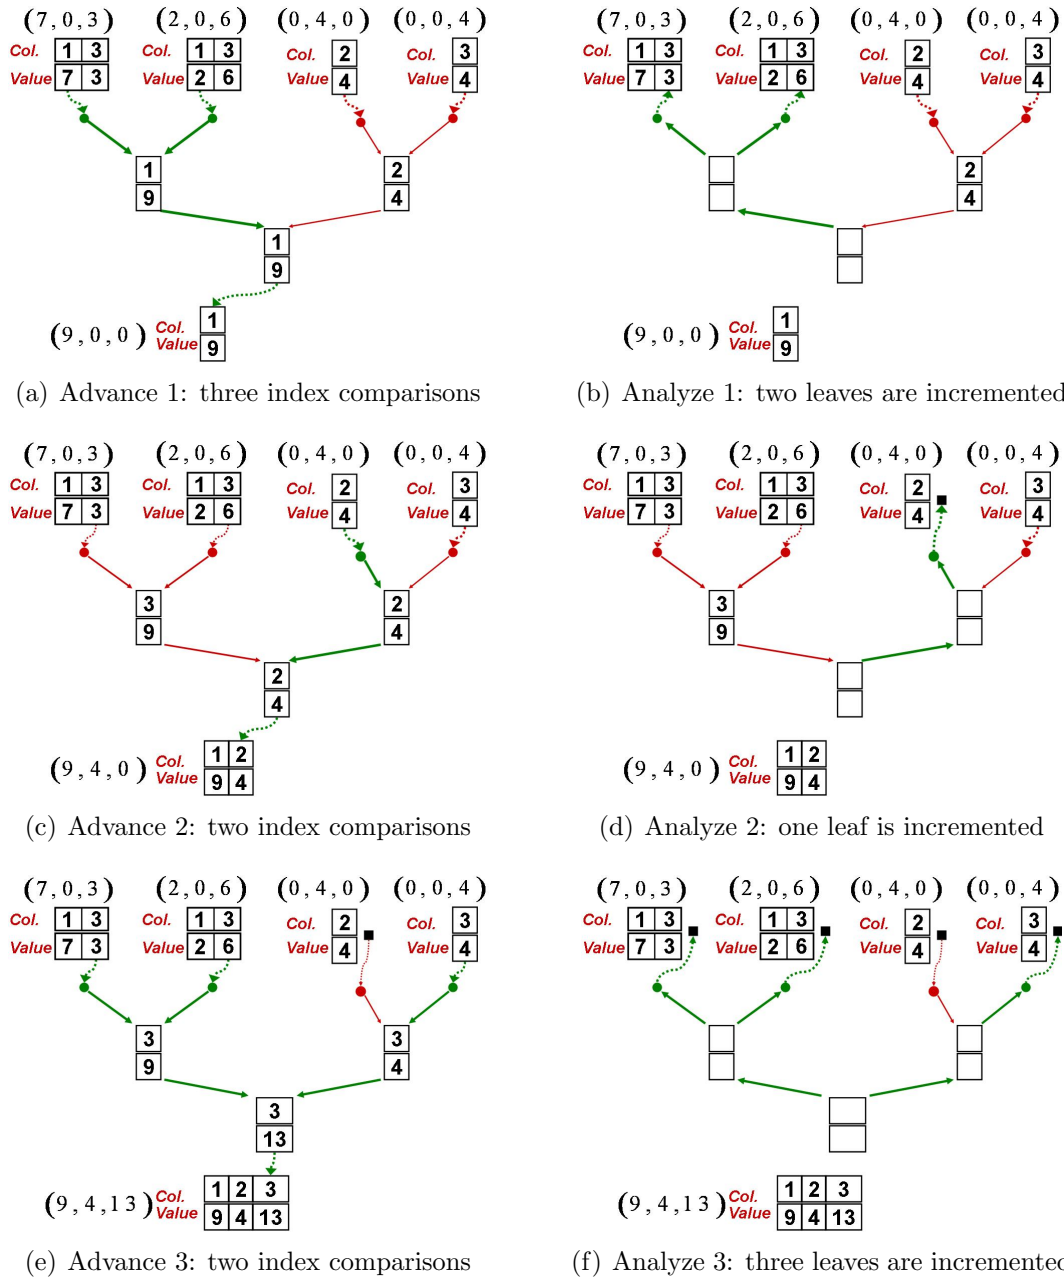 (7,0,3) (2,0,6) (0,4,0) (0,0,4) (7,0,3) (2,0,6) (0,4,0) (0,0,4)
Col. 1 3 Col. 1 3 Col. 2 Col. 3 Col. 1 3 Col. 1 3 Col. 2 Col. 3
Value 7 3 Value 2 6 Value 4 Value 4 Value 7 3 Value 2 6 Value 4 Value 4
1 2 2
9 4 4
1
9
(9,0,0) Col. 1 (9,0,0) Col. 1
Value 9 Value 9
(a) Advance 1: three index comparisons (b) Analyze 1: two leaves are incremented
(7,0,3) (2,0,6) (0,4,0) (0,0,4) (7,0,3) (2,0,6) (0,4,0) (0,0,4)
Col. 1 3 Col. 1 3 Col. 2 Col. 3 Col. 1 3 Col. 1 3 Col. 2 Col. 3
Value 7 3 Value 2 6 Value 4 Value 4 Value 7 3 Value 2 6 Value 4 Value 4
3 2 3
9 4 9
2
4
(9,4,0) Col. 1 2 (9,4,0) Col. 1 2
Value 9 4 Value 9 4
(c) Advance 2: two index comparisons (d) Analyze 2: one leaf is incremented
(7,0,3) (2,0,6) (0,4,0) (0,0,4) (7,0,3) (2,0,6) (0,4,0) (0,0,4)
Col. 1 3 Col. 1 3 Col. 2 Col. 3 Col. 1 3 Col. 1 3 Col. 2 Col. 3
Value 7 3 Value 2 6 Value 4 Value 4 Value 7 3 Value 2 6 Value 4 Value 4
3 3
9 4
3
13
(9,4,13) Col. 1 2 3 (9,4,13) Col. 1 2 3
Value 9 4 13 Value 9 4 13
(e) Advance 3: two index comparisons (f) Analyze 3: three leaves are incremented